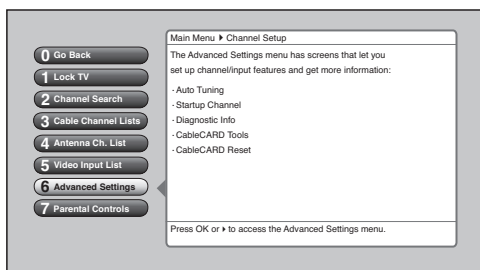 Main Menu ▶ Channel Setup
0 Go Back
1 Lock TV
2 Channel Search
3 Cable Channel Lists
4 Antenna Ch. List
5 Video Input List
6 Advanced Settings
7 Parental Controls
The Advanced Settings menu has screens that let you
set up channel/input features and get more information:
- Auto Tuning
- Startup Channel
- Diagnostic Info
- CableCARD Tools
- CableCARD Reset
Press OK or ▶ to access the Advanced Settings menu.